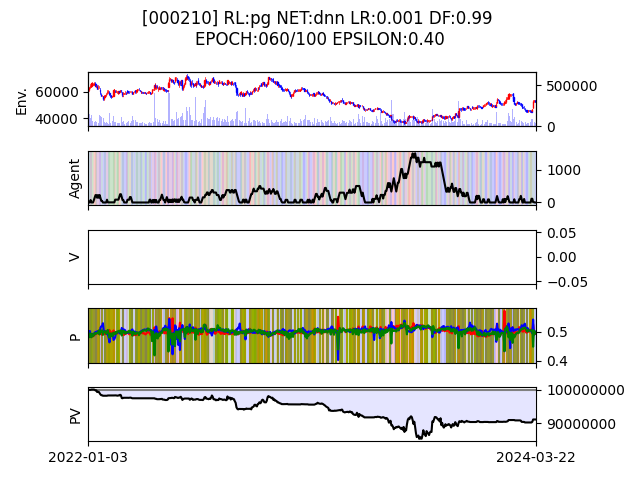 [000210] RL:pg NET:dnn LR:0.001 DF:0.99
EPOCH:060/100 EPSILON:0.40
Env.
60000
40000
500000
0
Agent
1000
0
V
0.05
0.00
−0.05
P
0.5
0.4
PV
100000000
90000000
2022-01-03
2024-03-22